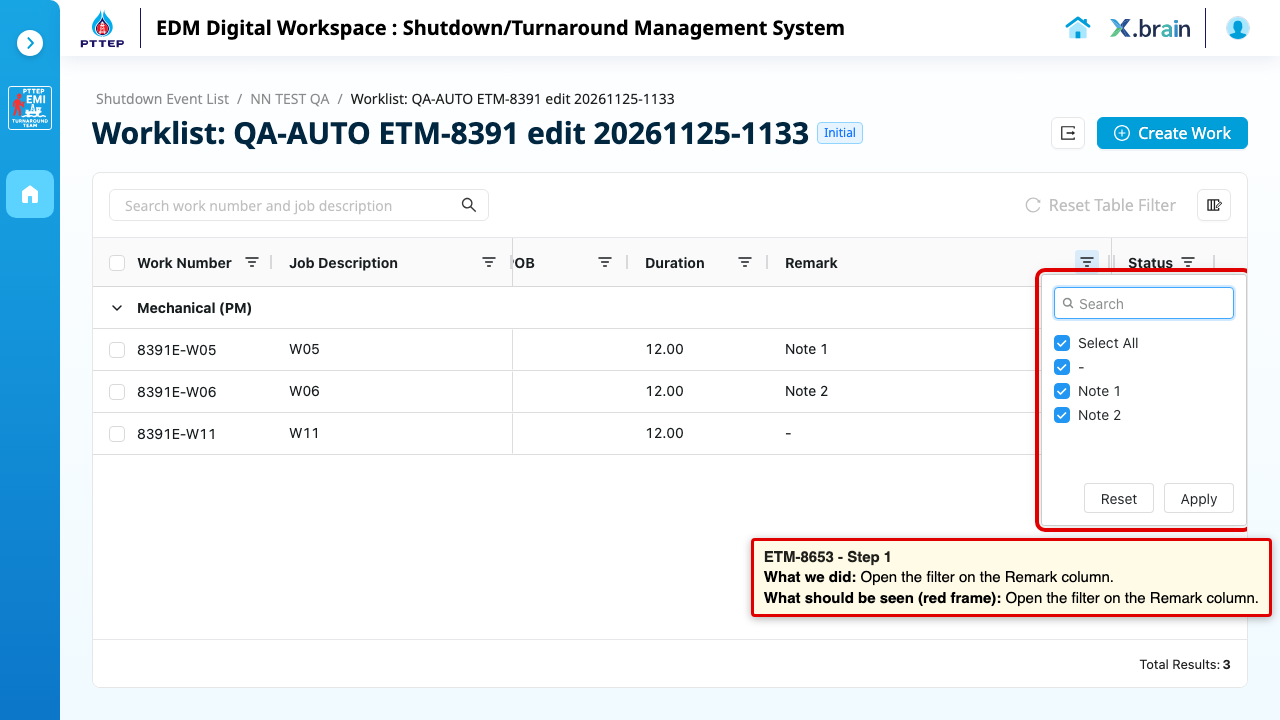 PTTEP
EDM Digital Workspace : Shutdown/Turnaround Management System
X.brain
PTTEP
EMI
TURNAROUND
TEAM
Shutdown Event List / NN TEST QA / Worklist: QA-AUTO ETM-8391 edit 20261125-1133
Worklist: QA-AUTO ETM-8391 edit 20261125-1133
Initial
Create Work
Search work number and job description
Reset Table Filter
Work Number
Job Description
OB
Duration
Remark
Status
Mechanical (PM)
8391E-W05 W05 12.00 Note 1
8391E-W06 W06 12.00 Note 2
8391E-W11 W11 12.00 -
Search
Select All
-
Note 1
Note 2
Reset
Apply
ETM-8653 - Step 1
What we did: Open the filter on the Remark column.
What should be seen (red frame): Open the filter on the Remark column.
Total Results: 3